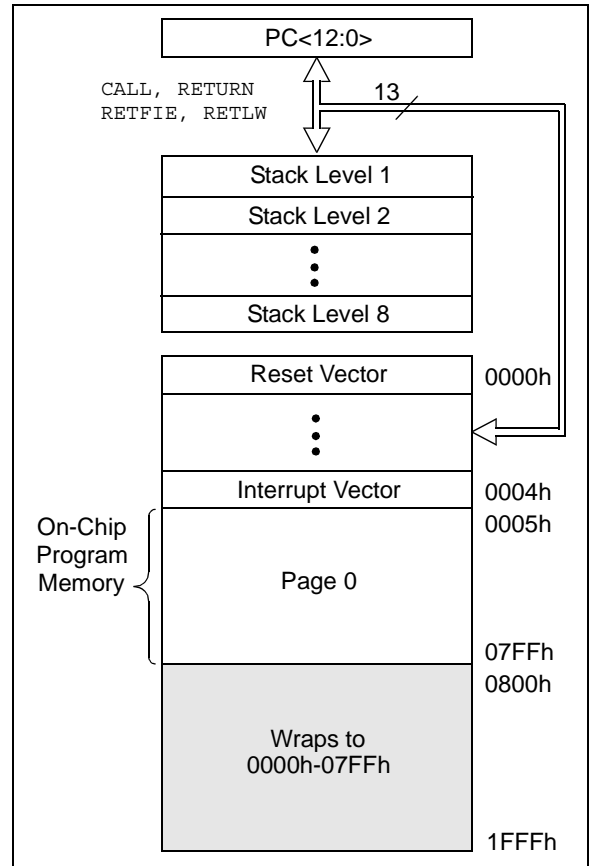 PC<12:0>
CALL, RETURN
RETFIE, RETLW
13
Stack Level 1
Stack Level 2
Stack Level 8
Reset Vector
0000h
Interrupt Vector
0004h
0005h
On-Chip
Program
Memory
Page 0
07FFh
0800h
Wraps to
0000h-07FFh
1FFFh